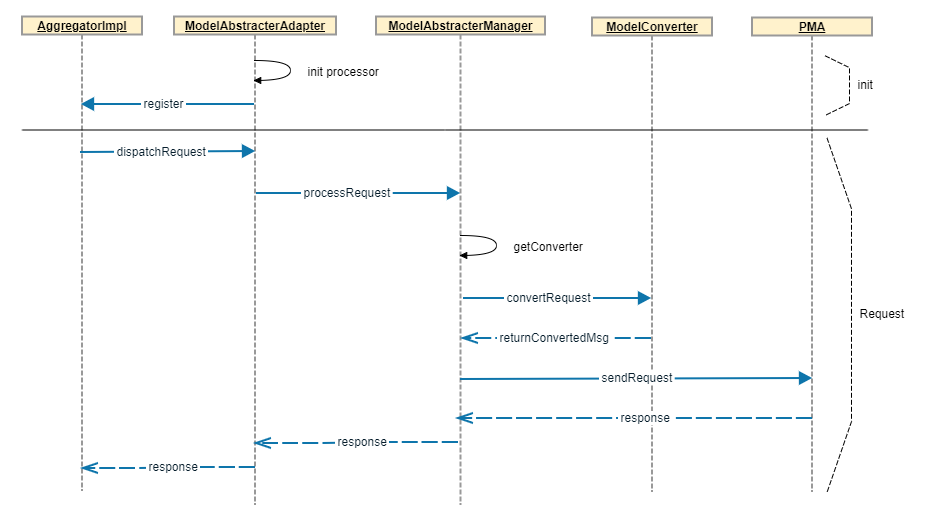 AggregatorImpl
ModelAbstracterAdapter
ModelAbstracterManager
ModelConverter
PMA
init processor
init
register
dispatchRequest
processRequest
getConverter
convertRequest
Request
returnConvertedMsg
sendRequest
response
response
response